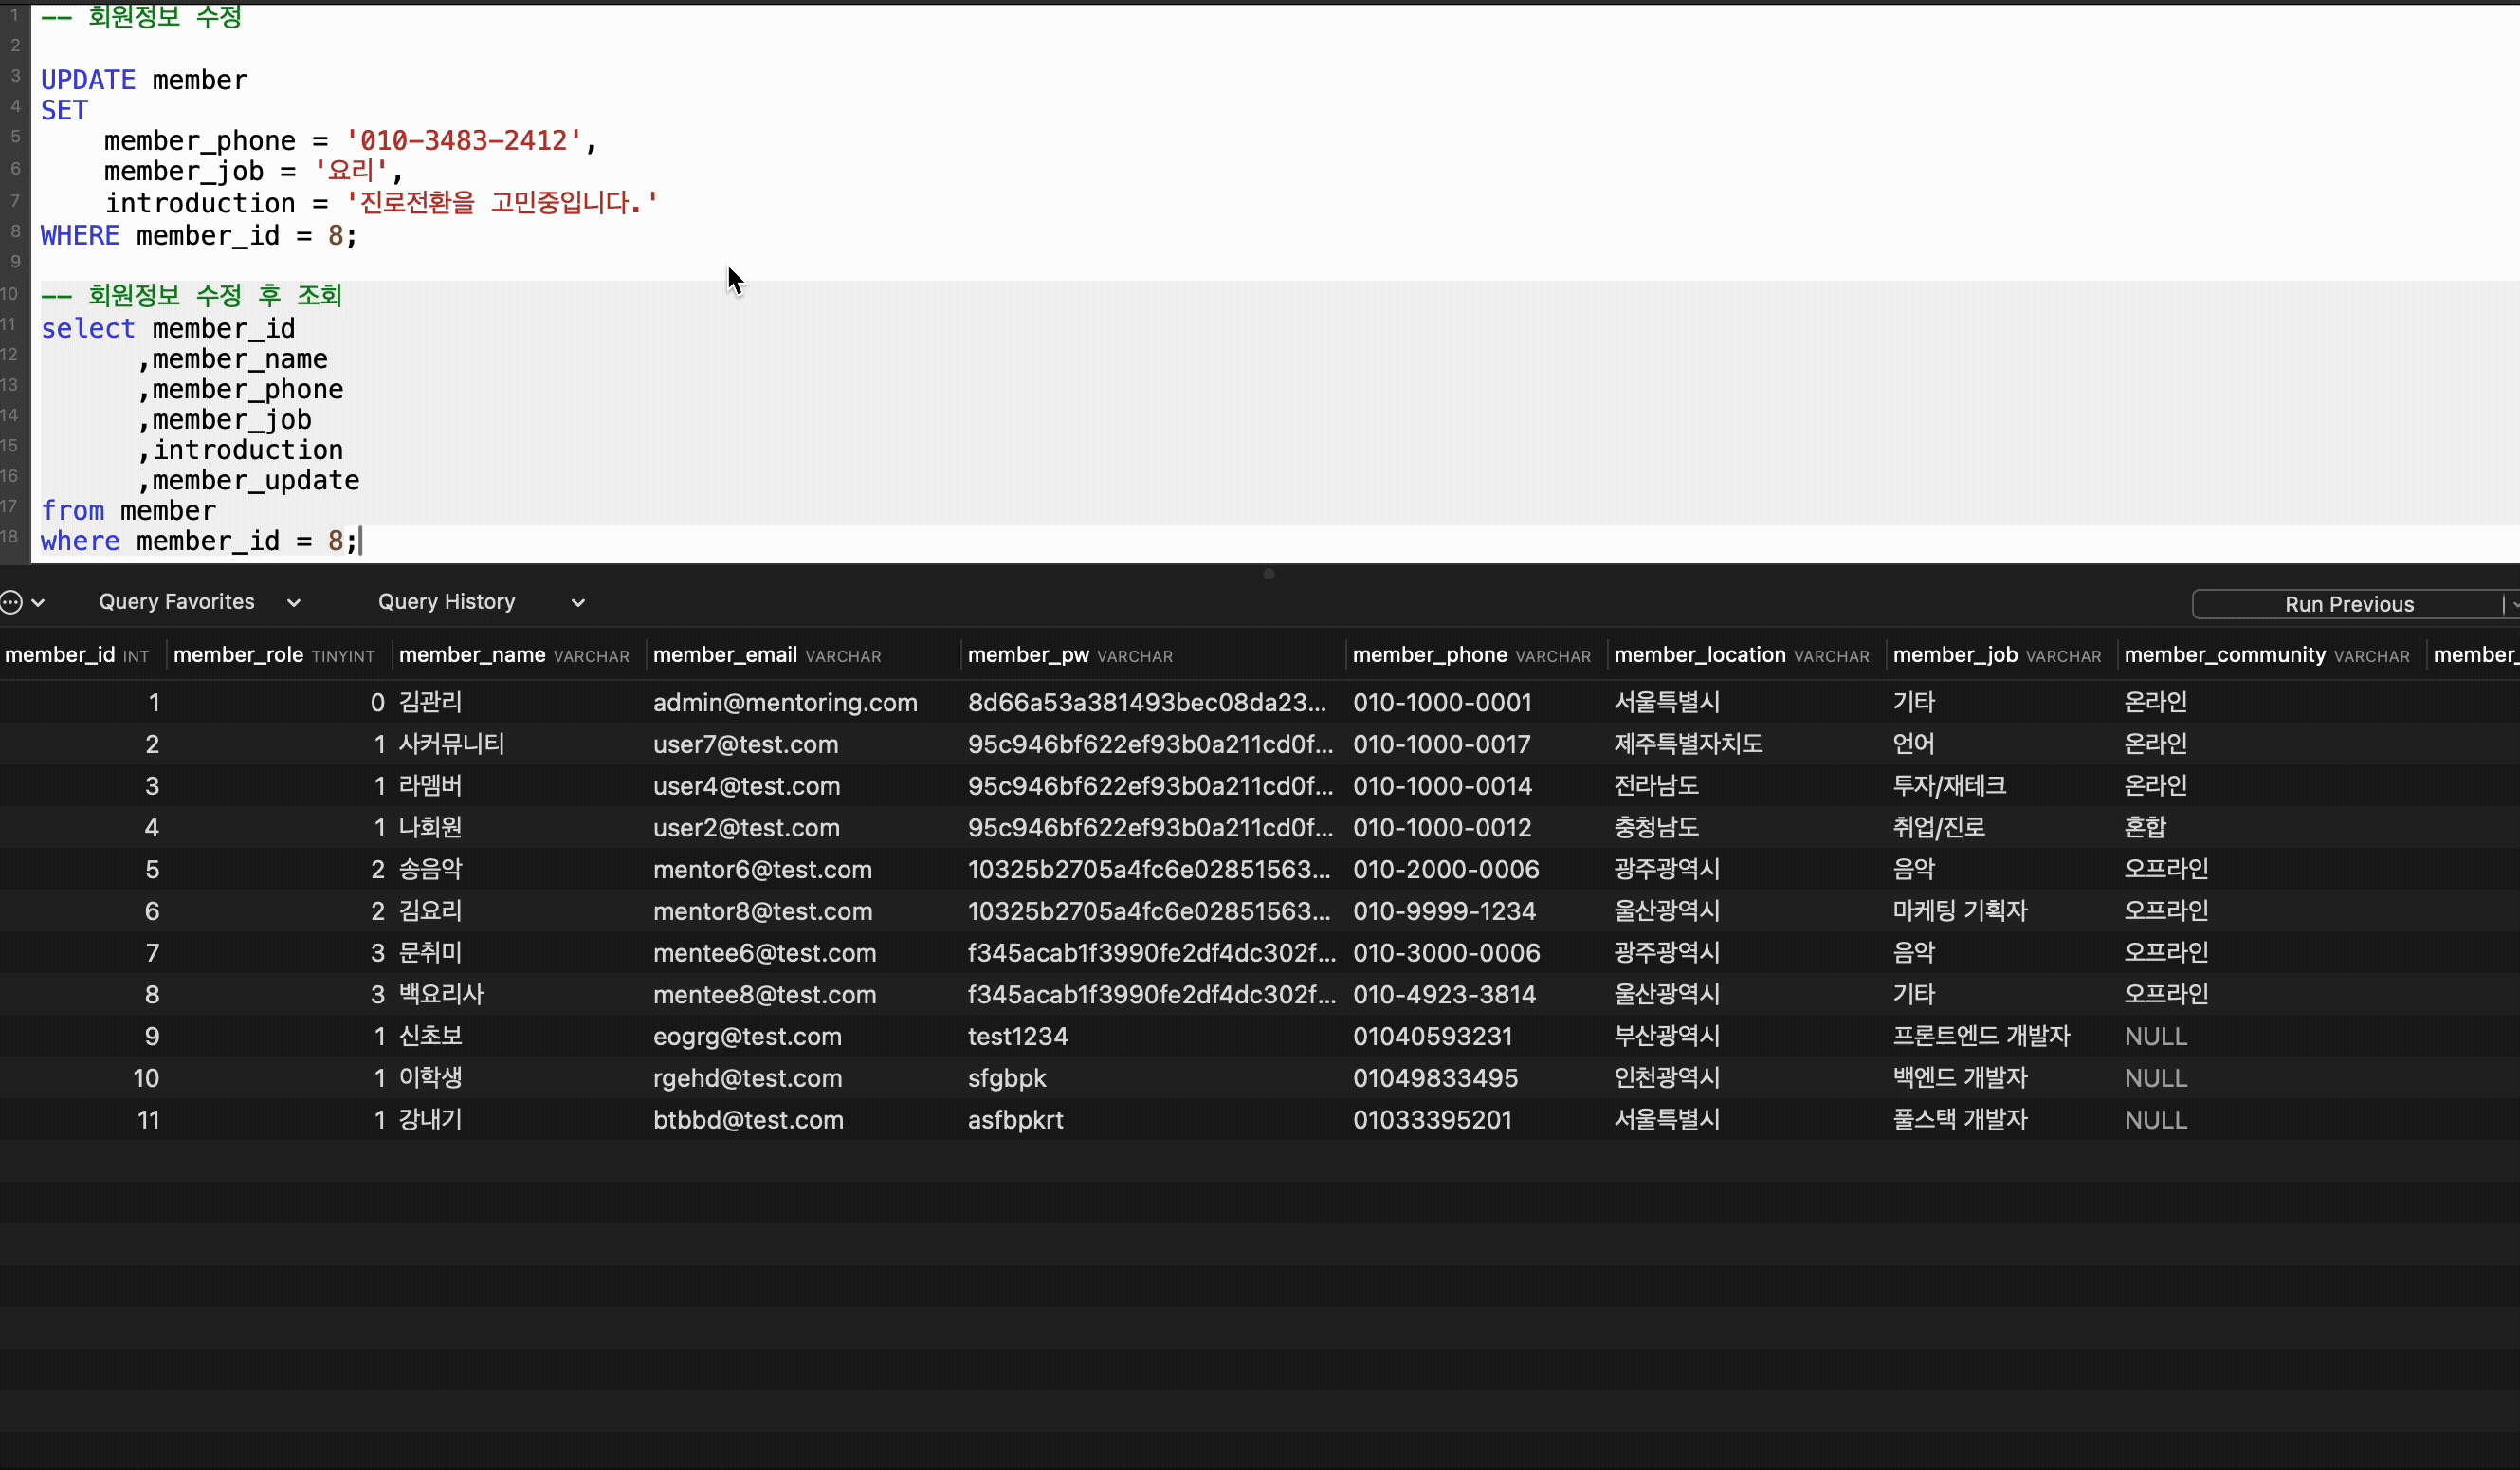 1 -- 회원정보 수정
2
3 UPDATE member
4 SET
5 member_phone = '010-3483-2412',
6 member_job = '요리',
7 introduction = '진로전환을 고민중입니다.'
8 WHERE member_id = 8;
9
10 -- 회원정보 수정 후 조회
11 select member_id
12 ,member_name
13 ,member_phone
14 ,member_job
15 ,introduction
16 ,member_update
17 from member
18 where member_id = 8;
Query Favorites Query History Run Previous
member_id INT member_role TINYINT member_name VARCHAR member_email VARCHAR member_pw VARCHAR member_phone VARCHAR member_location VARCHAR member_job VARCHAR member_community VARCHAR member_
1 0 김관리 admin@mentoring.com 8d66a53a381493bec08da23... 010-1000-0001 서울특별시 기타 온라인
2 1 사커뮤니티 user7@test.com 95c946bf622ef93b0a211cd0f... 010-1000-0017 제주특별자치도 언어 온라인
3 1 라멤버 user4@test.com 95c946bf622ef93b0a211cd0f... 010-1000-0014 전라남도 투자/재테크 온라인
4 1 나회원 user2@test.com 95c946bf622ef93b0a211cd0f... 010-1000-0012 충청남도 취업/진로 혼합
5 2 송음악 mentor6@test.com 10325b2705a4fc6e02851563... 010-2000-0006 광주광역시 음악 오프라인
6 2 김요리 mentor8@test.com 10325b2705a4fc6e02851563... 010-9999-1234 울산광역시 마케팅 기획자 오프라인
7 3 문취미 mentee6@test.com f345acab1f3990fe2df4dc302f... 010-3000-0006 광주광역시 음악 오프라인
8 3 백요리사 mentee8@test.com f345acab1f3990fe2df4dc302f... 010-4923-3814 울산광역시 기타 오프라인
9 1 신초보 eogrg@test.com test1234 01040593231 부산광역시 프론트엔드 개발자 NULL
10 1 이학생 rgehd@test.com sfgbpk 01049833495 인천광역시 백엔드 개발자 NULL
11 1 강내기 btbbd@test.com asfbpkrt 01033395201 서울특별시 풀스택 개발자 NULL